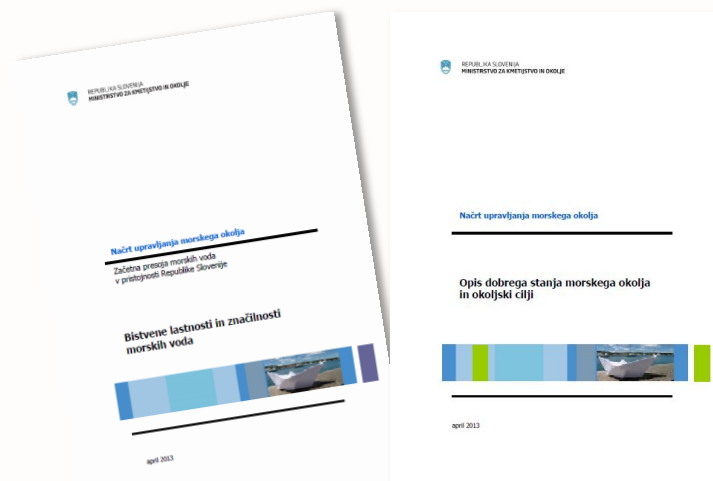 REPUBLIKA SLOVENIJA
MINISTRSTVO ZA KMETIJSTVO IN OKOLJE
Načrt upravljanja morskega okolja
Začetna presoja morskih voda
v pristojnosti Republike Slovenije
Bistvene lastnosti in značilnosti
morskih voda
april 2013
REPUBLIKA SLOVENIJA
MINISTRSTVO ZA KMETIJSTVO IN OKOLJE
Načrt upravljanja morskega okolja
Opis dobrega stanja morskega okolja
in okoljski cilji
april 2013